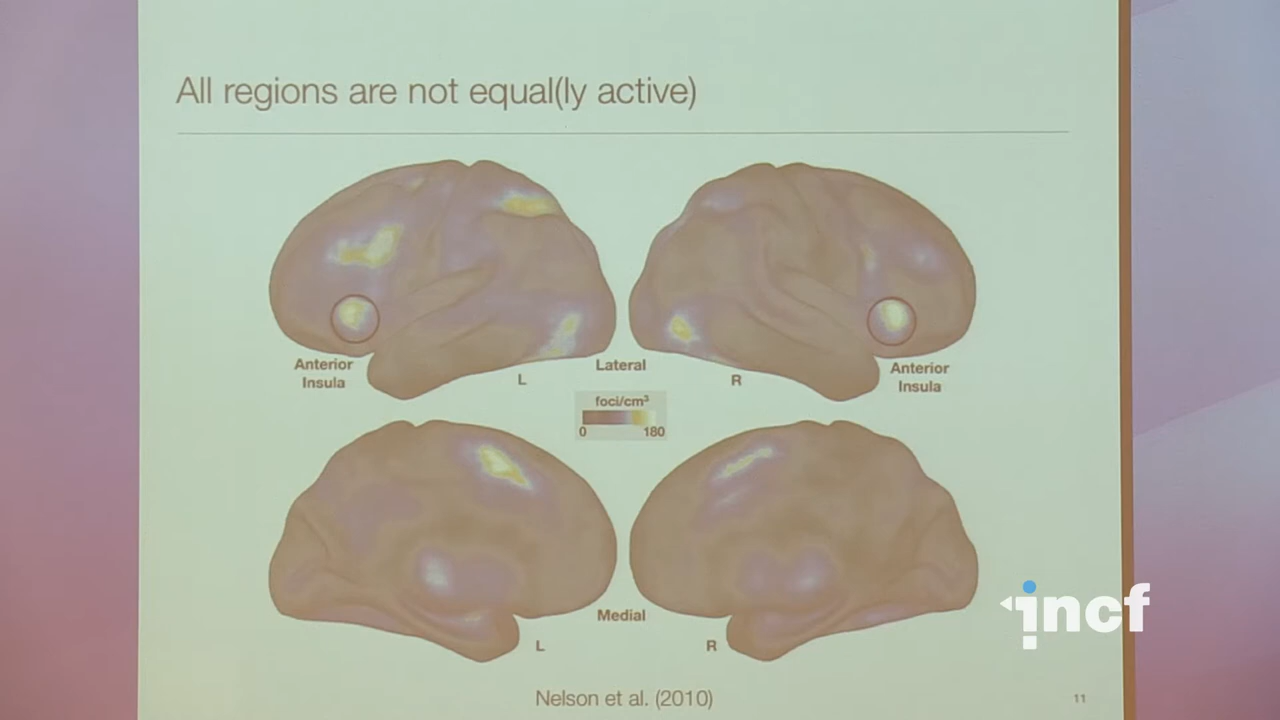 All regions are not equal(ly active)
Anterior
Insula
L
Lateral
R
Anterior
Insula
foci/cm³
0
180
Medial
L
R
incf
Nelson et al. (2010)
11